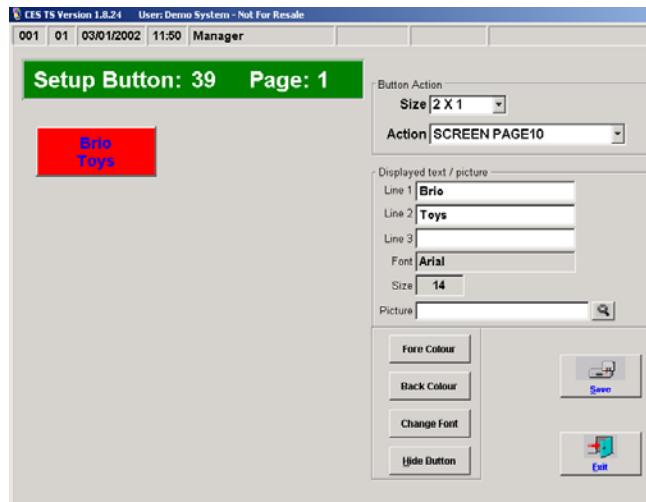 CES TS Version 1.8.24 User: Demo System - Not For Resale
001 01 03/01/2002 11:50 Manager
Setup Button: 39 Page: 1
Brio
Toys
Button Action
Size 2 X 1
Action SCREEN PAGE10
Displayed text / picture
Line 1 Brio
Line 2 Toys
Line 3
Font Arial
Size 14
Picture
Fore Colour
Back Colour
Change Font
Hide Button
Save
Exit